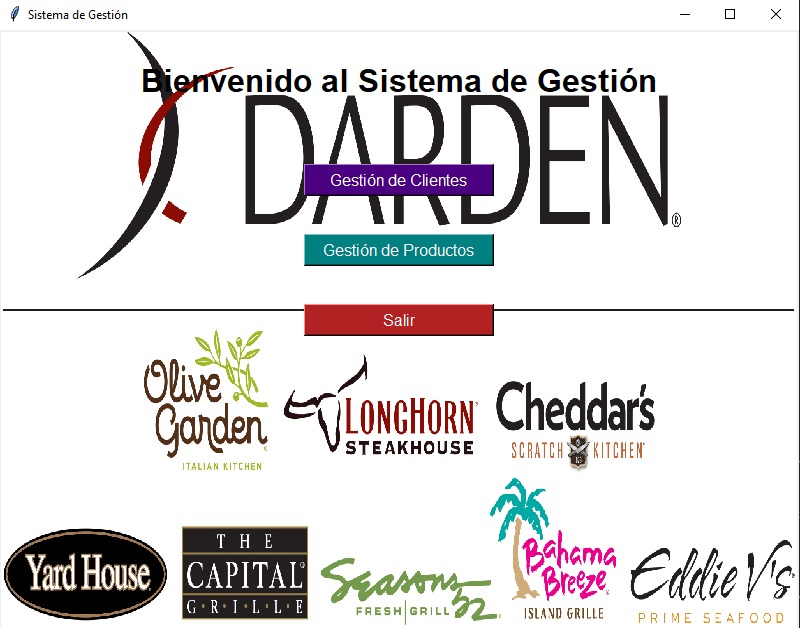 Sistema de Gestión
Bienvenido al Sistema de Gestión
DARDEN®
Gestión de Clientes
Gestión de Productos
Salir
Olive
Garden
ITALIAN KITCHEN
LONGHORN
STEAKHOUSE
Cheddar's
SCRATCH KITCHEN
Yard House
THE
CAPITAL
GRILLE
Seasons 52
FRESH GRILL
Bahama
Breeze
ISLAND GRILLE
Eddie V's
PRIME SEAFOOD